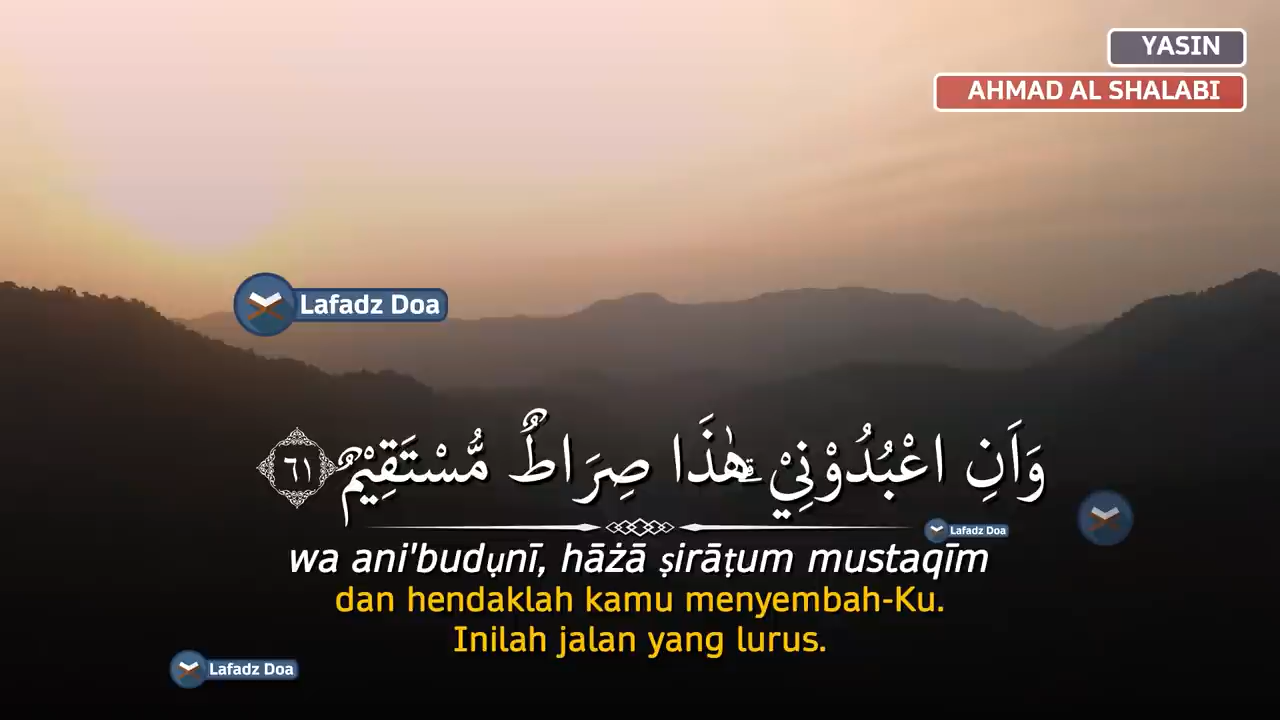 YASIN
AHMAD AL SHALABI
Lafadz Doa
وَاَنِ اعْبُدُوْنِيْ ۗهٰذَا صِرَاطٌ مُّسْتَقِيْمٌ ٦١
Lafadz Doa
wa ani'budụnī, hāżā ṣirāṭum mustaqīm
dan hendaklah kamu menyembah-Ku.
Inilah jalan yang lurus.
Lafadz Doa